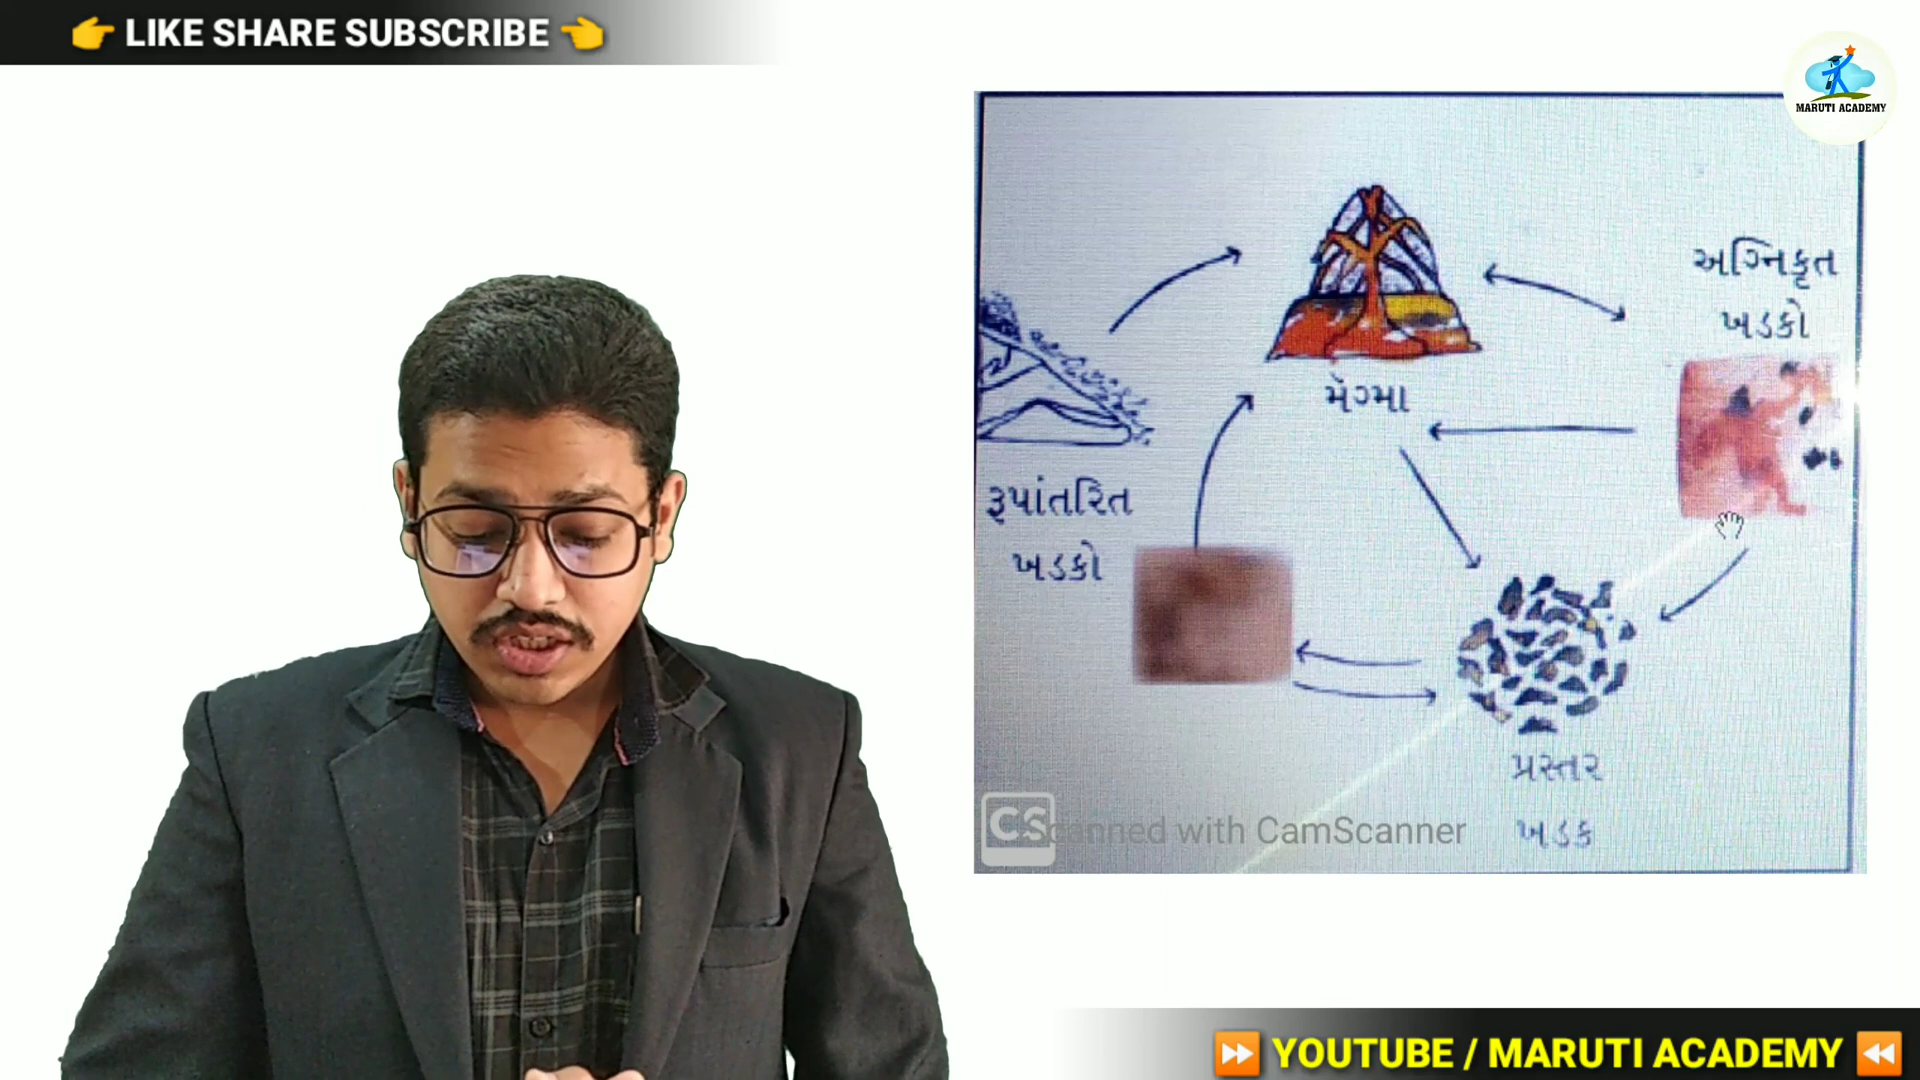 👉 LIKE SHARE SUBSCRIBE 👈
MARUTI ACADEMY
અગ્નિકૃત
ખડકો
મૅગ્મા
રૂપાંતરિત
ખડકો
પ્રસ્તર
ખડક
CS Scanned with CamScanner
⏩ YOUTUBE / MARUTI ACADEMY ⏪